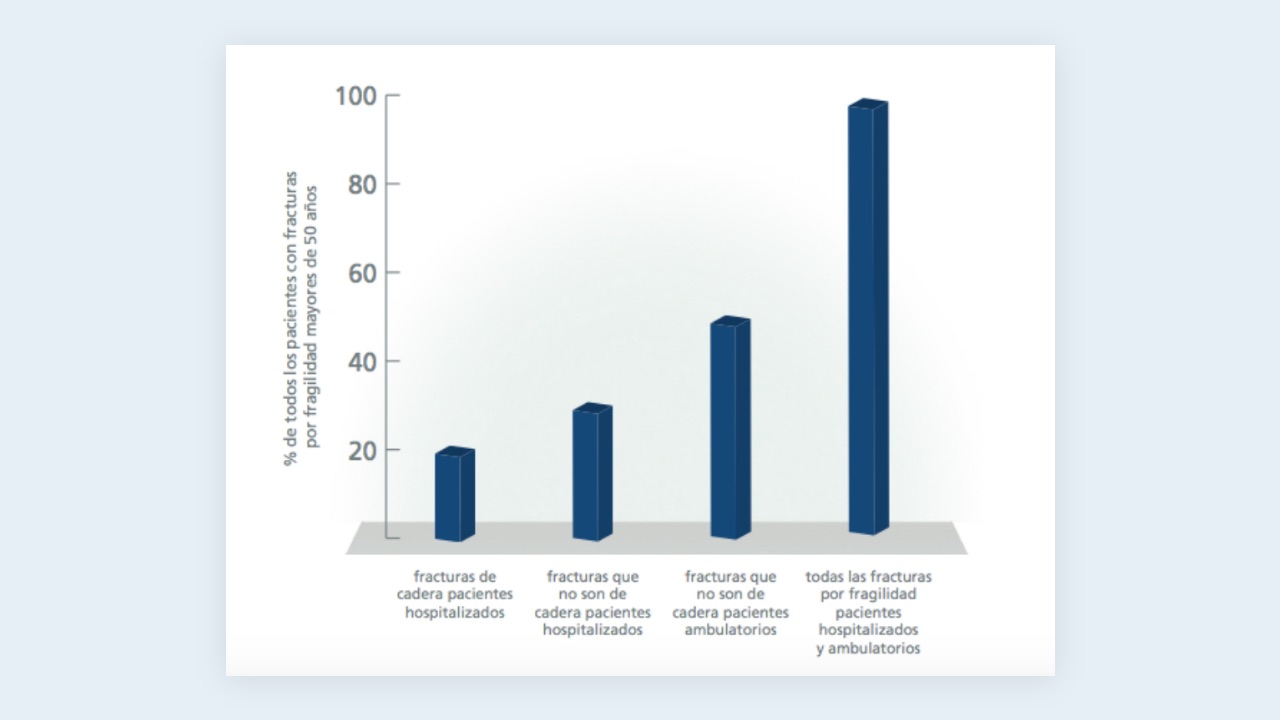 % de todos los pacientes con fracturas
por fragilidad mayores de 50 años
100
80
60
40
20
fracturas de
cadera pacientes
hospitalizados
fracturas que
no son de
cadera pacientes
hospitalizados
fracturas que
no son de
cadera pacientes
ambulatorios
todas las fracturas
por fragilidad
pacientes
hospitalizados
y ambulatorios